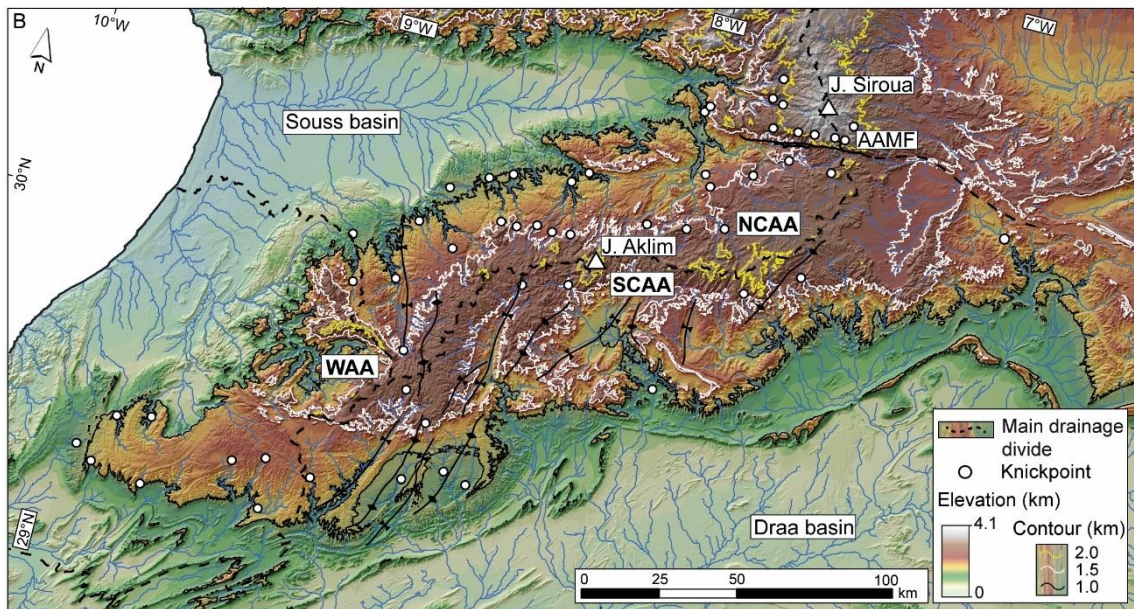 B
10°W
9°W
8°W
7°W
N
J. Siroua
Souss basin
AAMF
30°N
NCAA
J. Aklim
SCAA
WAA
29°N
Draa basin
Main drainage
divide
Knickpoint
Elevation (km)
4.1
0
Contour (km)
2.0
1.5
1.0
0 25 50 100
km